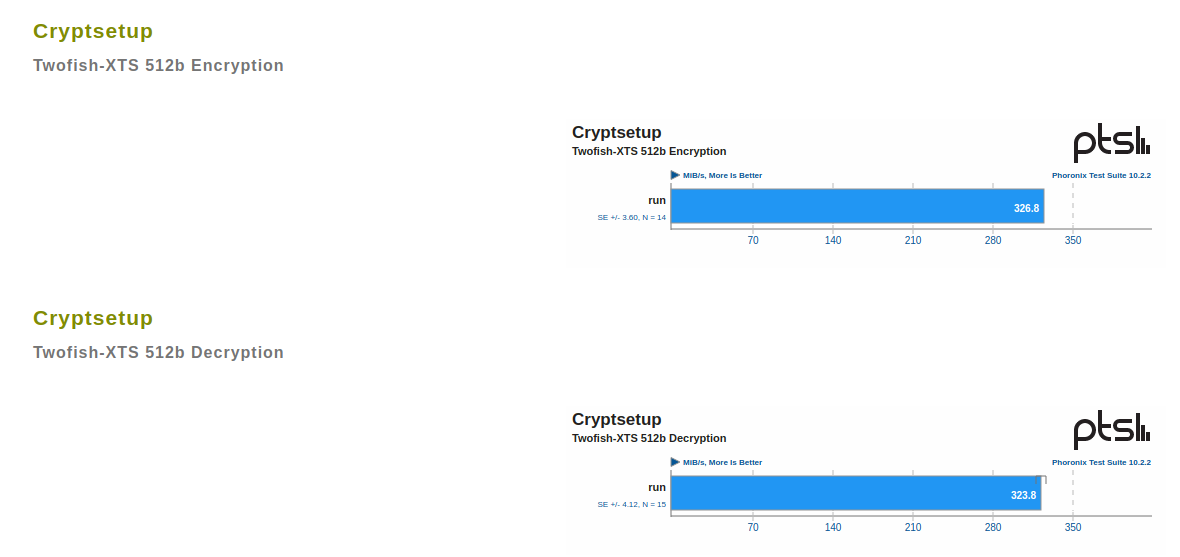 Cryptsetup
Twofish-XTS 512b Encryption
Cryptsetup
ptsl
Twofish-XTS 512b Encryption
MiB/s, More Is Better
Phoronix Test Suite 10.2.2
run
326.8
SE +/- 3.60, N = 14
70 140 210 280 350
Cryptsetup
Twofish-XTS 512b Decryption
Cryptsetup
ptsl
Twofish-XTS 512b Decryption
MiB/s, More Is Better
Phoronix Test Suite 10.2.2
run
323.8
SE +/- 4.12, N = 15
70 140 210 280 350